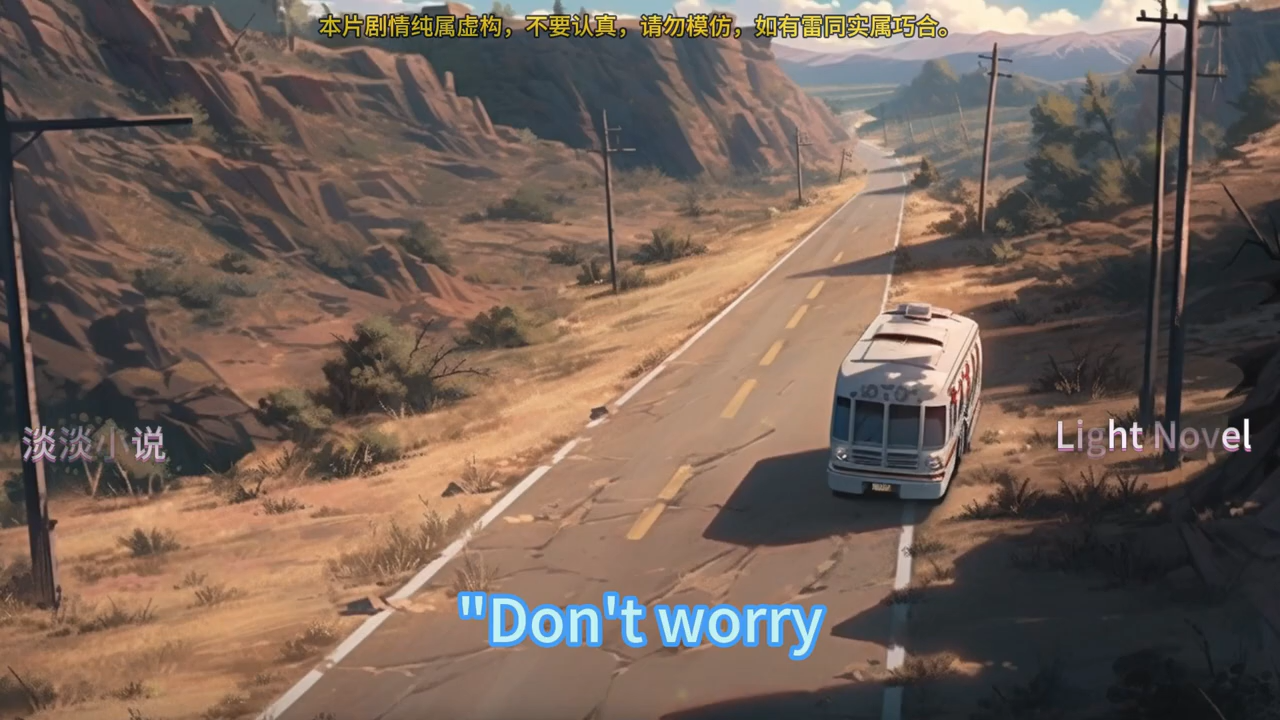 本片剧情纯属虚构，不要认真，请勿模仿，如有雷同实属巧合。
淡淡小说
Light Novel
"Don't worry